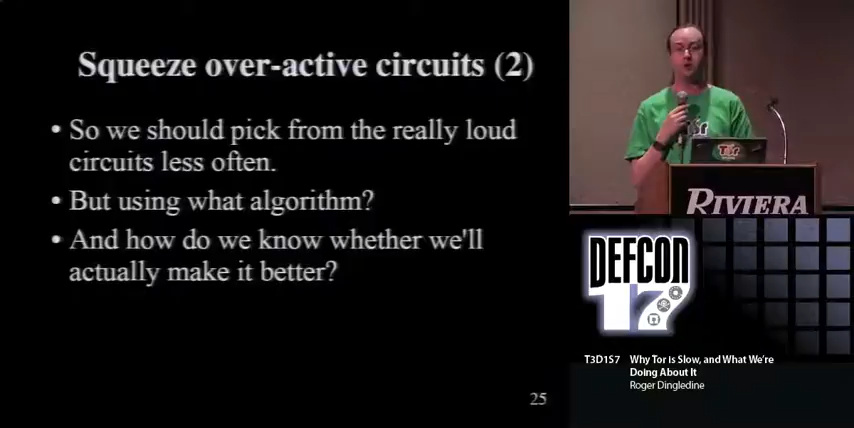 Squeeze over-active circuits (2)
• So we should pick from the really loud
circuits less often.
• But using what algorithm?
• And how do we know whether we'll
actually make it better?
25
Tor
RIVIERA
DEFCON
17
T3D1S7 Why Tor is Slow, and What We're
Doing About It
Roger Dingledine